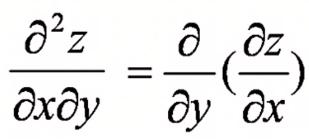 ∂²z/∂x∂y = ∂/∂y(∂z/∂x)